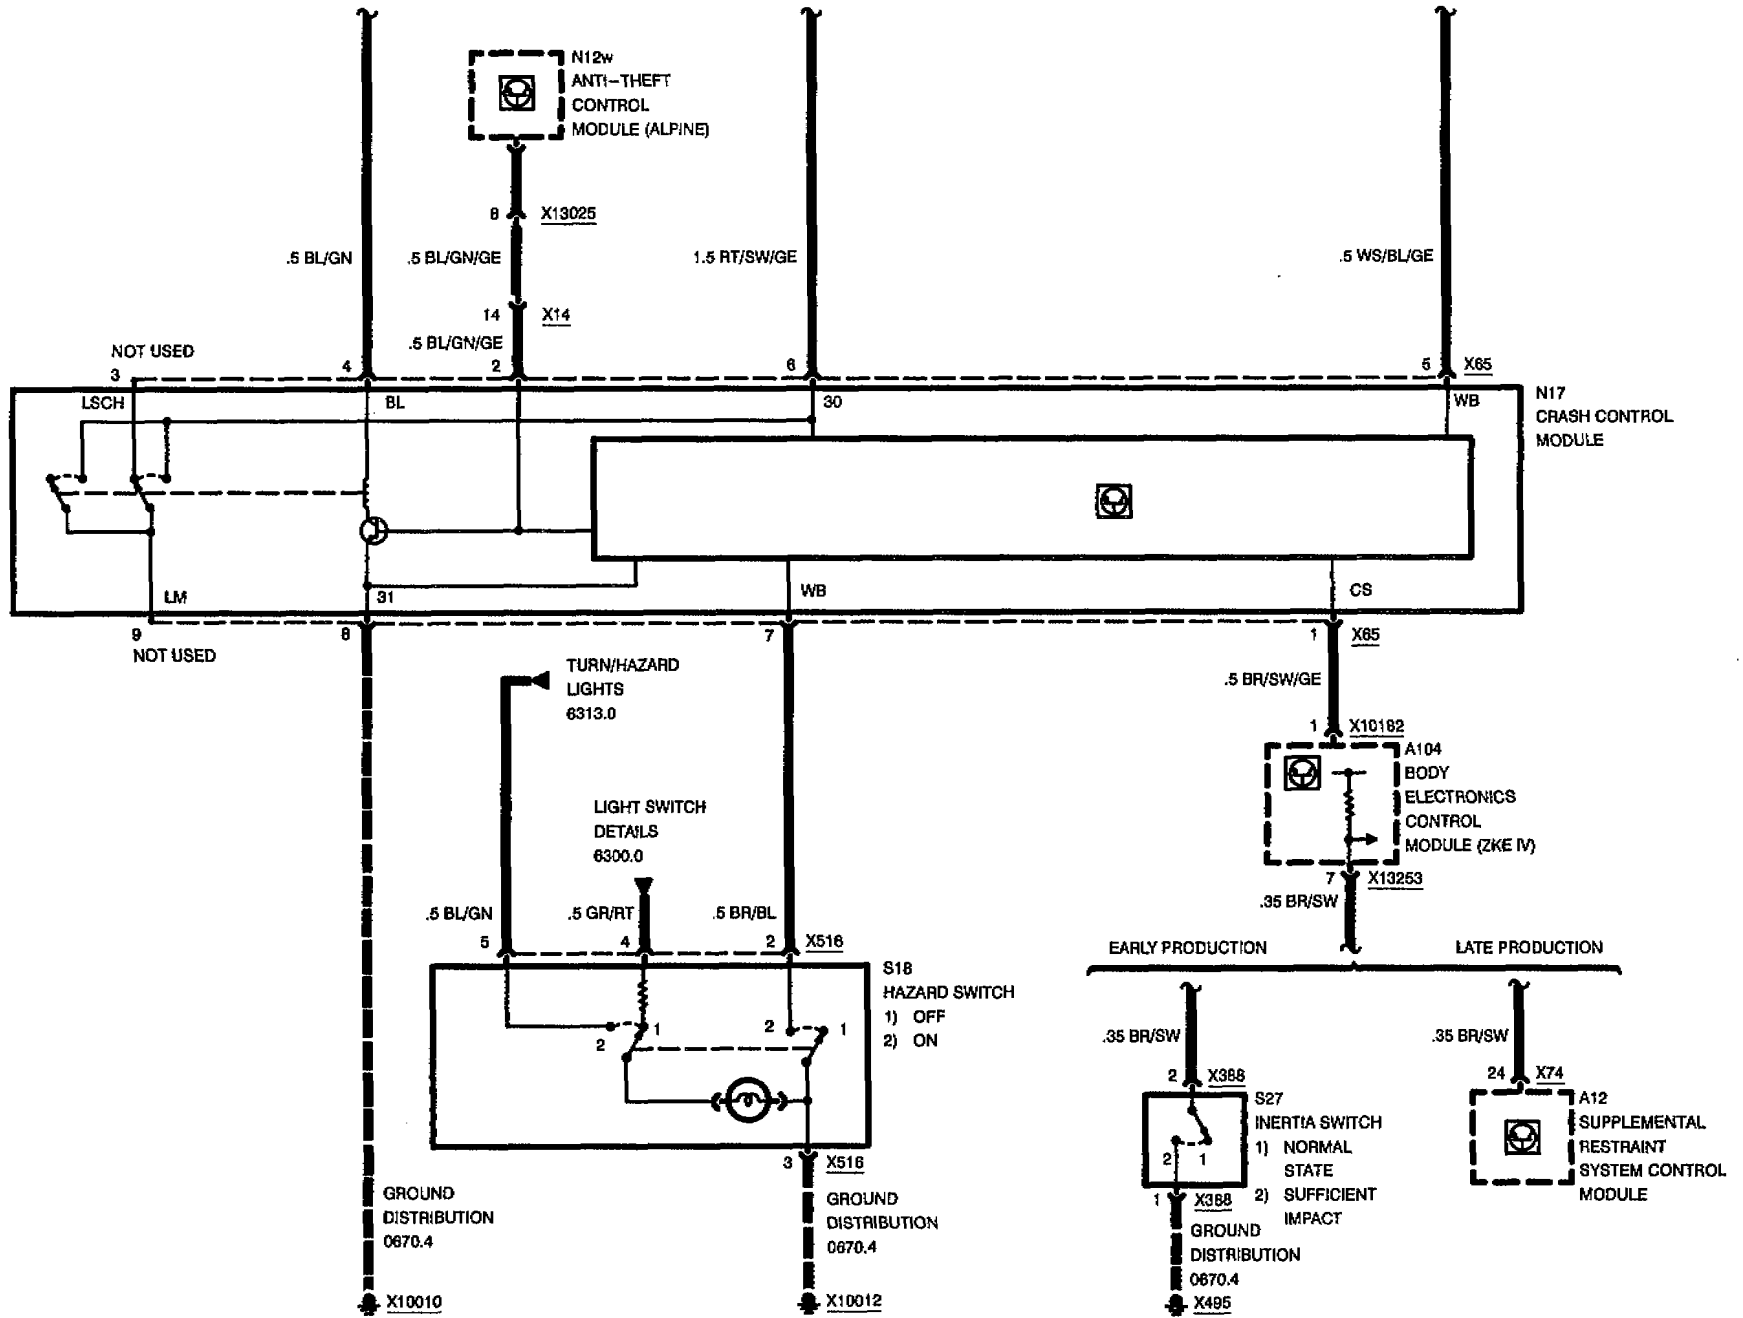 N12w
ANTI-THEFT
CONTROL
MODULE (ALPINE)
8 X13025
.5 BL/GN
.5 BL/GN/GE
1.5 RT/SW/GE
.5 WS/BL/GE
14 X14
.5 BL/GN/GE
NOT USED
3
4
2
6
5 X65
LSCH
BL
30
WB
N17
CRASH CONTROL
MODULE
LM
31
WB
CS
9
8
7
1 X65
NOT USED
TURN/HAZARD
LIGHTS
6313.0
.5 BR/SW/GE
1 X10182
A104
BODY
ELECTRONICS
CONTROL
MODULE (ZKE IV)
LIGHT SWITCH
DETAILS
6300.0
7 X13253
.35 BR/SW
.5 BL/GN
.5 GR/RT
.5 BR/BL
5
4
2 X516
EARLY PRODUCTION
LATE PRODUCTION
S18
HAZARD SWITCH
1) OFF
2) ON
1
2
2
1
.35 BR/SW
.35 BR/SW
2 X388
24 X74
S27
INERTIA SWITCH
1) NORMAL
STATE
2) SUFFICIENT
IMPACT
2
1
A12
SUPPLEMENTAL
RESTRAINT
SYSTEM CONTROL
MODULE
3 X516
1 X388
GROUND
DISTRIBUTION
0670.4
GROUND
DISTRIBUTION
0670.4
GROUND
DISTRIBUTION
0670.4
X10010
X10012
X495